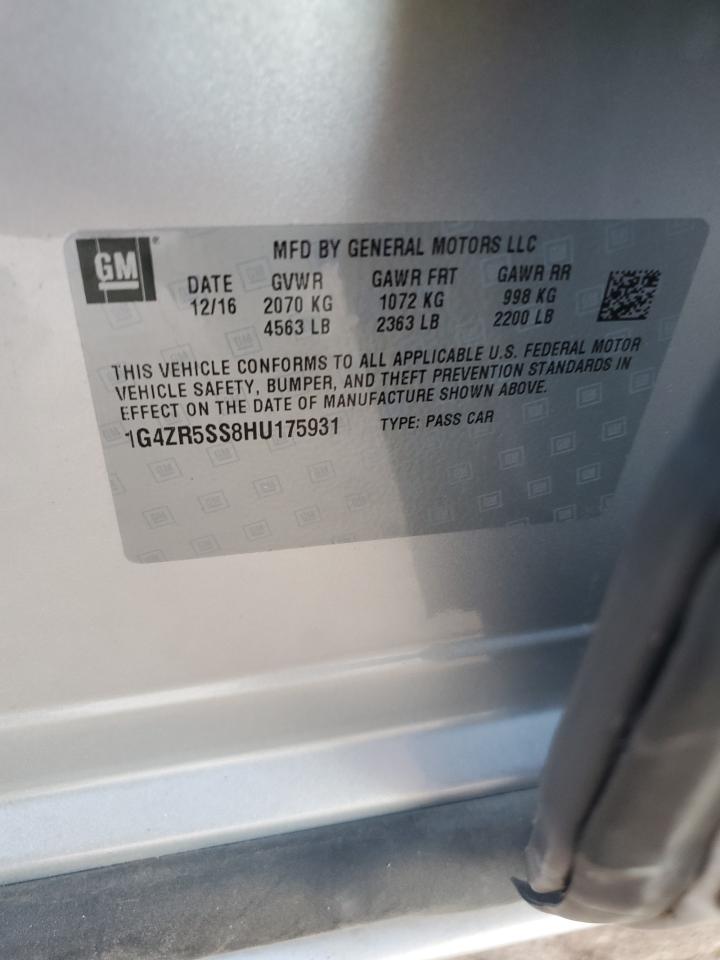 GM
MFD BY GENERAL MOTORS LLC
DATE GVWR GAWR FRT GAWR RR
12/16 2070 KG 1072 KG 998 KG
4563 LB 2363 LB 2200 LB
THIS VEHICLE CONFORMS TO ALL APPLICABLE U.S. FEDERAL MOTOR
VEHICLE SAFETY, BUMPER, AND THEFT PREVENTION STANDARDS IN
EFFECT ON THE DATE OF MANUFACTURE SHOWN ABOVE.
1G4ZR5SS8HU175931 TYPE: PASS CAR